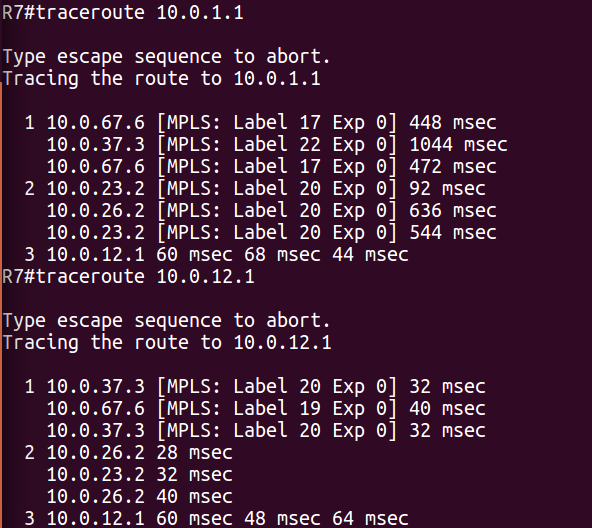 R7#traceroute 10.0.1.1
Type escape sequence to abort.
Tracing the route to 10.0.1.1
1 10.0.67.6 [MPLS: Label 17 Exp 0] 448 msec
10.0.37.3 [MPLS: Label 22 Exp 0] 1044 msec
10.0.67.6 [MPLS: Label 17 Exp 0] 472 msec
2 10.0.23.2 [MPLS: Label 20 Exp 0] 92 msec
10.0.26.2 [MPLS: Label 20 Exp 0] 636 msec
10.0.23.2 [MPLS: Label 20 Exp 0] 544 msec
3 10.0.12.1 60 msec 68 msec 44 msec
R7#traceroute 10.0.12.1
Type escape sequence to abort.
Tracing the route to 10.0.12.1
1 10.0.37.3 [MPLS: Label 20 Exp 0] 32 msec
10.0.67.6 [MPLS: Label 19 Exp 0] 40 msec
10.0.37.3 [MPLS: Label 20 Exp 0] 32 msec
2 10.0.26.2 28 msec
10.0.23.2 32 msec
10.0.26.2 40 msec
3 10.0.12.1 60 msec 48 msec 64 msec